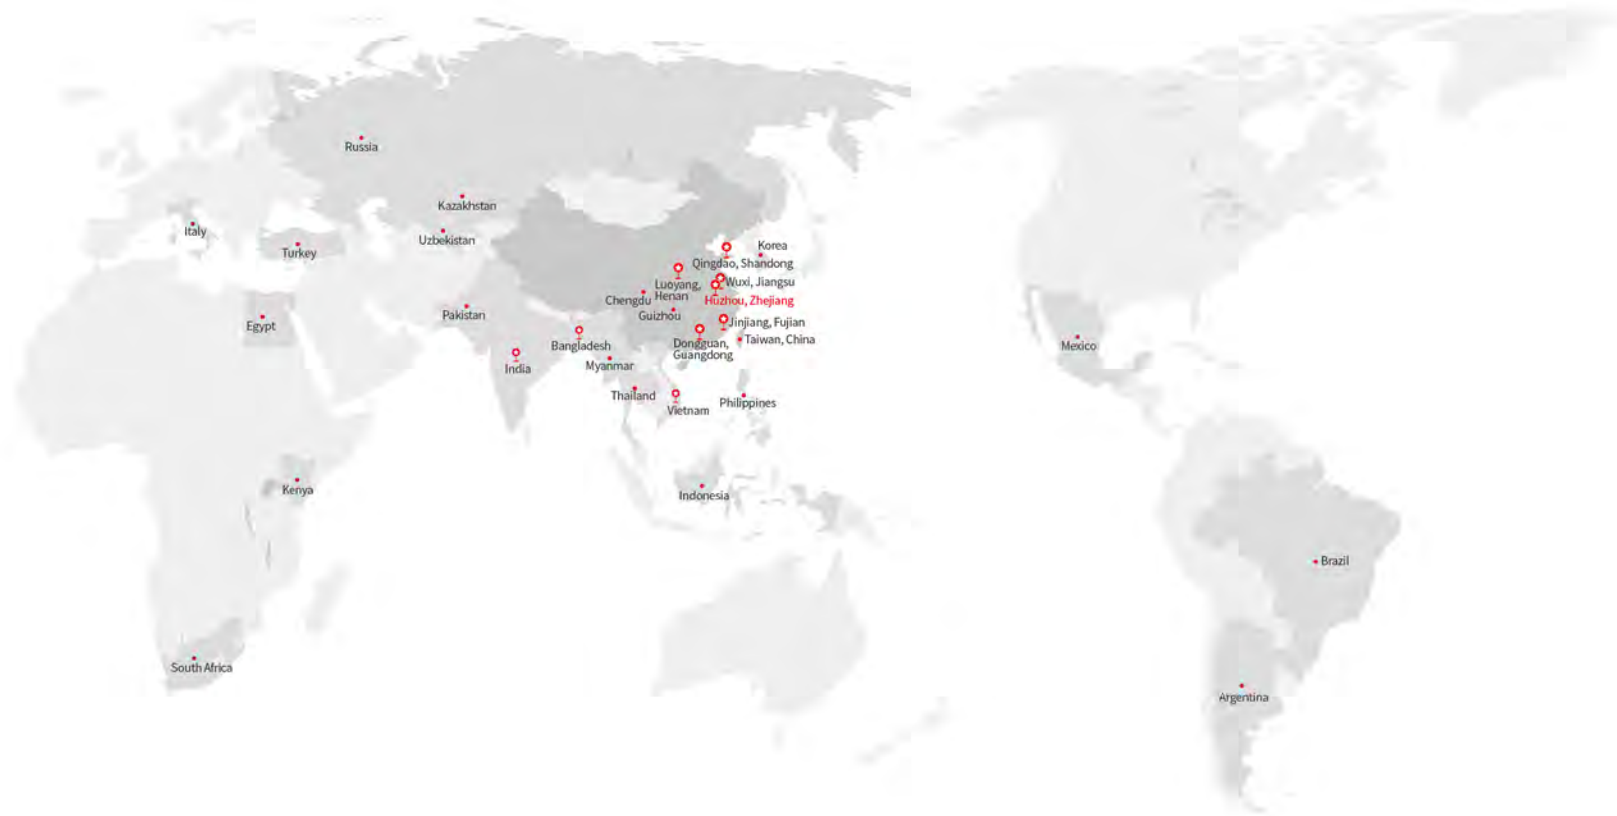 Russia
Kazakhstan
Italy
Uzbekistan
Turkey
Korea
Qingdao, Shandong
Luoyang,
Henan
Wuxi, Jiangsu
Chengdu
Huzhou, Zhejiang
Pakistan
Guizhou
Egypt
Jinjiang, Fujian
Bangladesh
Dongguan,
Guangdong
Taiwan, China
Mexico
India
Myanmar
Thailand
Vietnam
Philippines
Kenya
Indonesia
Brazil
South Africa
Argentina